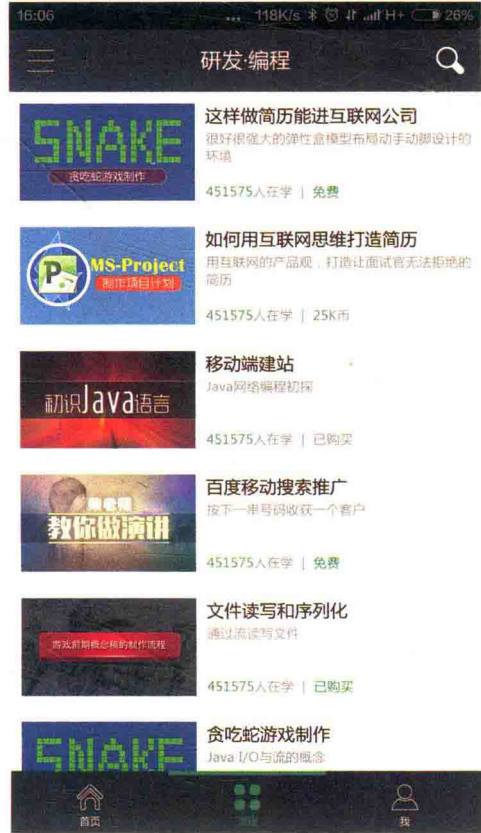 16:06
... 118K/s H+ 26%
研发·编程
SNAKE
贪吃蛇游戏制作
这样做简历能进互联网公司
很好很强大的弹性盒模型布局动手动脚设计的
环境
451575人在学 | 免费
MS-Project
制作项目计划
如何用互联网思维打造简历
用互联网的产品观，打造让面试官无法拒绝的
简历
451575人在学 | 25K币
初识Java语言
移动端建站
Java网络编程初探
451575人在学 | 已购买
教你做演讲
百度移动搜索推广
按下一串号码收获一个客户
451575人在学 | 免费
游戏前期概念稿的制作流程
文件读写和序列化
通过流读写文件
451575人在学 | 已购买
SNAKE
贪吃蛇游戏制作
Java I/O与流的概念
首页
我